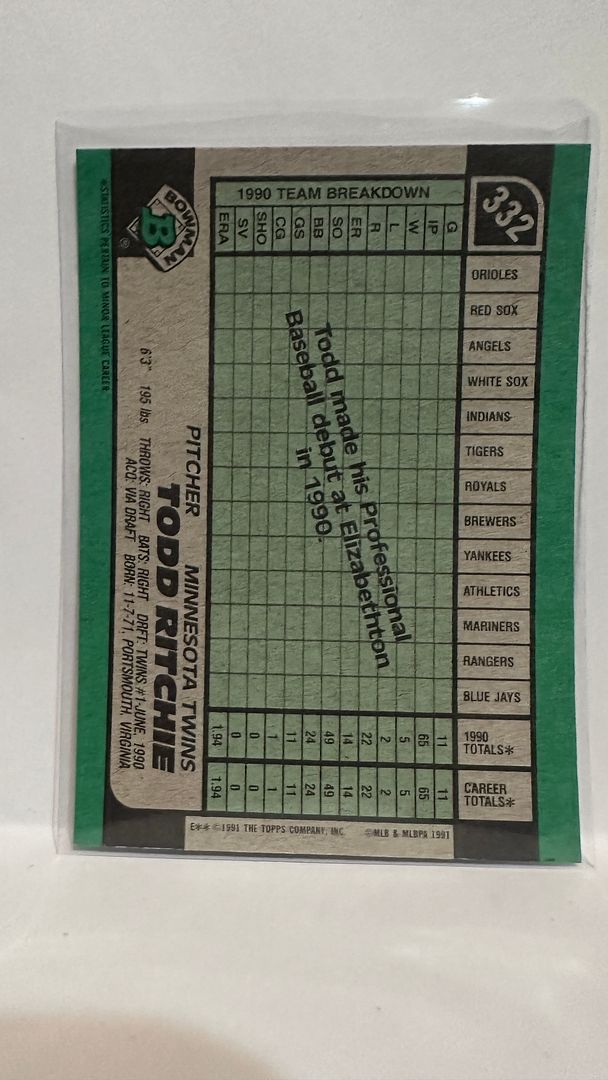 332
1990 TEAM BREAKDOWN
G IP W L R ER SO BB GS CG SHO SV ERA
ORIOLES
RED SOX
ANGELS
WHITE SOX
INDIANS
TIGERS
ROYALS
BREWERS
YANKEES
ATHLETICS
MARINERS
RANGERS
BLUE JAYS
1990
TOTALS*
11 65 5 2 22 14 49 24 11 1 0 0 1.94
CAREER
TOTALS*
11 65 5 2 22 14 49 24 11 1 0 0 1.94
Todd made his Professional
Baseball debut at Elizabethton
in 1990.
PITCHER MINNESOTA TWINS
TODD RITCHIE
6'3" 195 lbs THROWS: RIGHT BATS: RIGHT DRFT: TWINS #1-JUNE, 1990
ACQ: VIA DRAFT BORN: 11-7-71, PORTSMOUTH, VIRGINIA
BOWMAN
B
®
*STATISTICS PERTAIN TO MINOR LEAGUE CAREER.
E** ©1991 THE TOPPS COMPANY, INC. ©MLB & MLBPA 1991